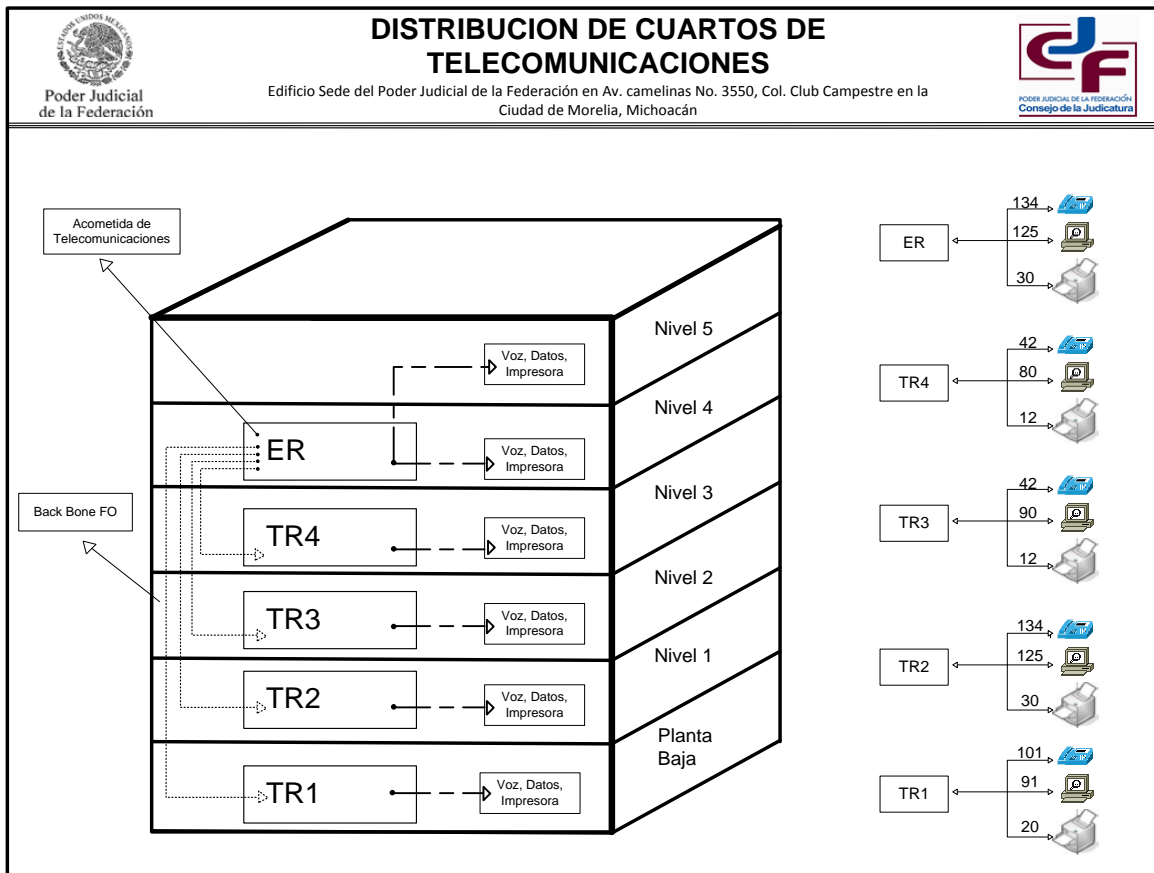 ESTADOS UNIDOS MEXICANOS
Poder Judicial
de la Federación
DISTRIBUCION DE CUARTOS DE
TELECOMUNICACIONES
Edificio Sede del Poder Judicial de la Federación en Av. camelinas No. 3550, Col. Club Campestre en la
Ciudad de Morelia, Michoacán
CJF
PODER JUDICIAL DE LA FEDERACIÓN
Consejo de la Judicatura
Acometida de
Telecomunicaciones
Back Bone FO
Nivel 5
Voz, Datos,
Impresora
Nivel 4
ER
Voz, Datos,
Impresora
Nivel 3
TR4
Voz, Datos,
Impresora
Nivel 2
TR3
Voz, Datos,
Impresora
Nivel 1
TR2
Voz, Datos,
Impresora
Planta
Baja
TR1
Voz, Datos,
Impresora
134
ER
125
30
42
TR4
80
12
42
TR3
90
12
134
TR2
125
30
101
TR1
91
20